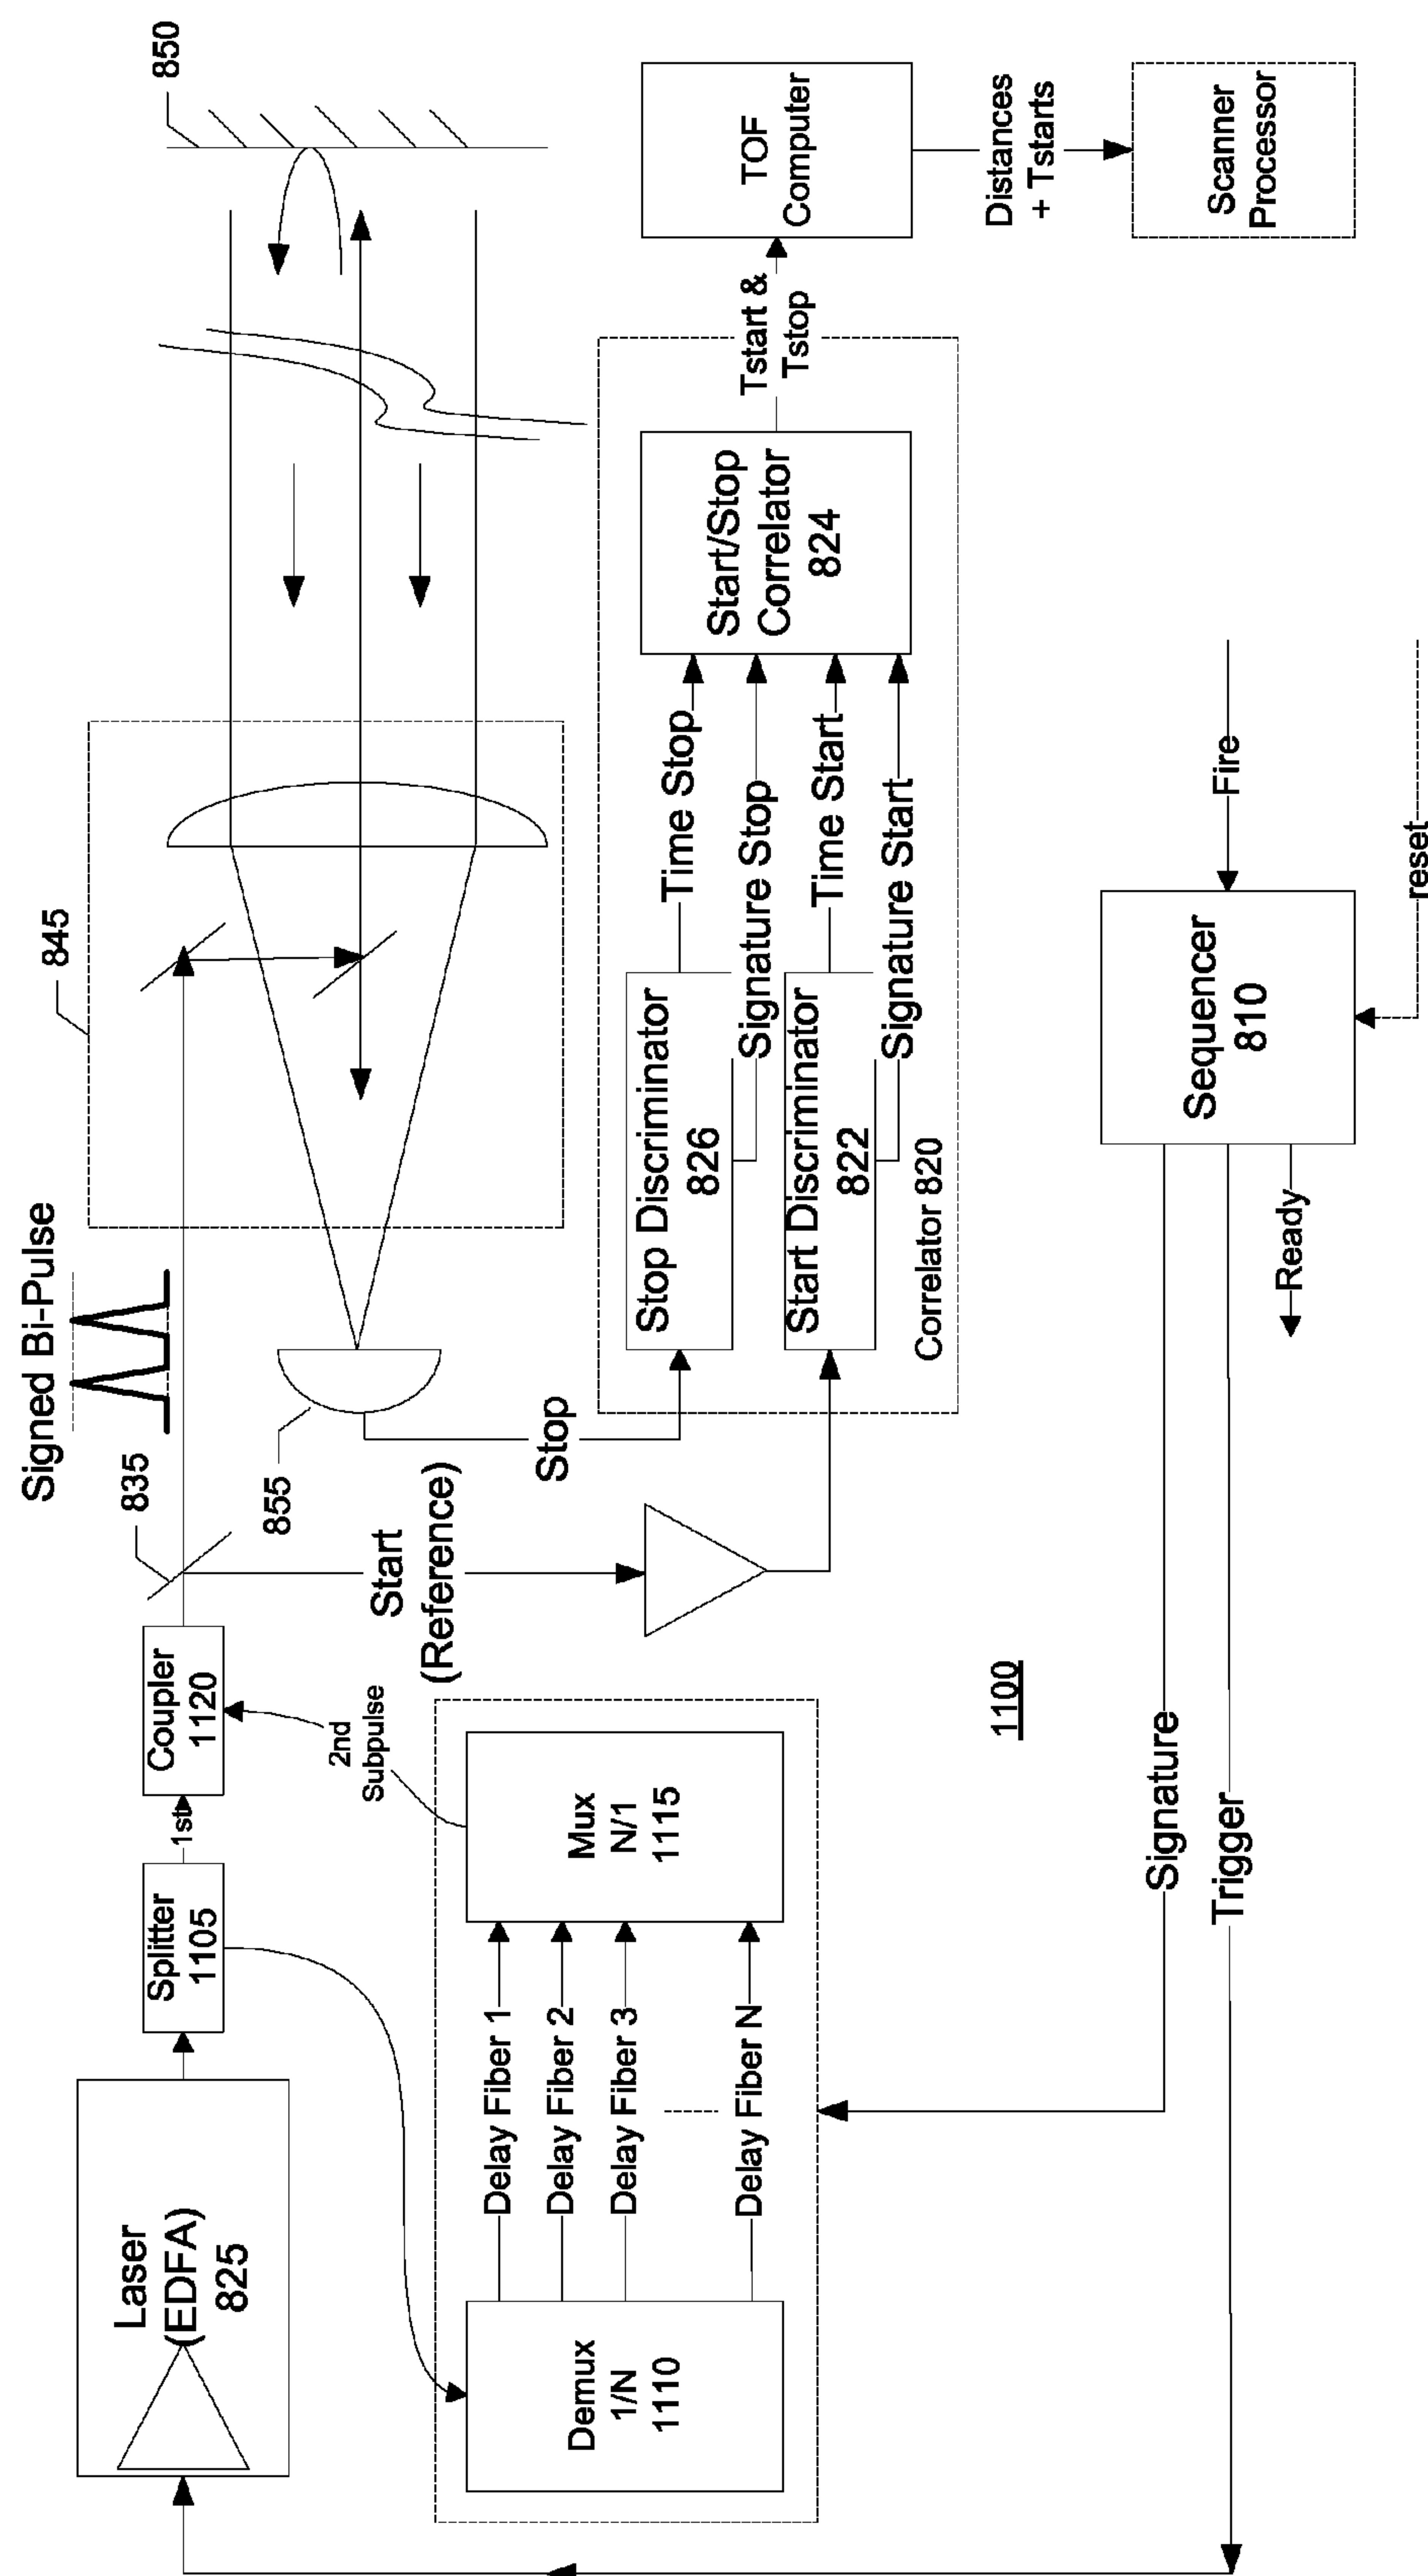 Laser
(EDFA)
825
Splitter
1105
1st
Coupler
1120
835
Signed Bi-Pulse
845
850
855
2nd
Subpulse
Start
(Reference)
Stop
Demux
1/N
1110
Delay Fiber 1
Delay Fiber 2
Delay Fiber 3
Delay Fiber N
Mux
N/1
1115
Stop Discriminator
826
Start Discriminator
822
Correlator 820
Time Stop
Signature Stop
Time Start
Signature Start
Start/Stop
Correlator
824
Tstart &
Tstop
TOF
Computer
Distances
+ Tstarts
Scanner
Processor
1100
Signature
Trigger
Ready
Sequencer
810
Fire
reset